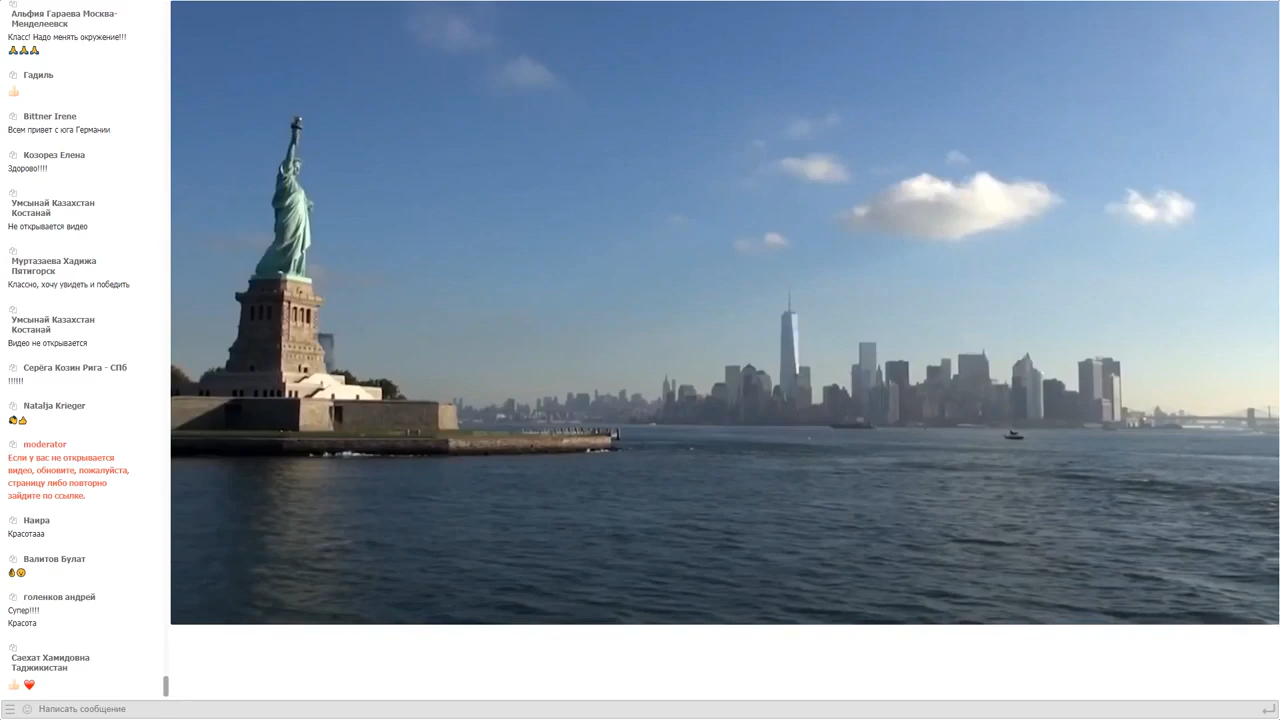 Альфия Гараева Москва-
Менделеевск
Класс! Надо менять окружение!!!
Гадиль
Bittner Irene
Всем привет с юга Германии
Козорез Елена
Здорово!!!!
Умсынай Казахстан
Костанай
Не открывается видео
Муртазаева Хадижа
Пятигорск
Классно, хочу увидеть и победить
Умсынай Казахстан
Костанай
Видео не открывается
Серёга Козин Рига - СПб
!!!!!!
Natalja Krieger
moderator
Если у вас не открывается
видео, обновите, пожалуйста,
страницу либо повторно
зайдите по ссылке.
Наира
Красотааа
Валитов Булат
голенков андрей
Супер!!!!
Красота
Саехат Хамидовна
Таджикистан
Написать сообщение